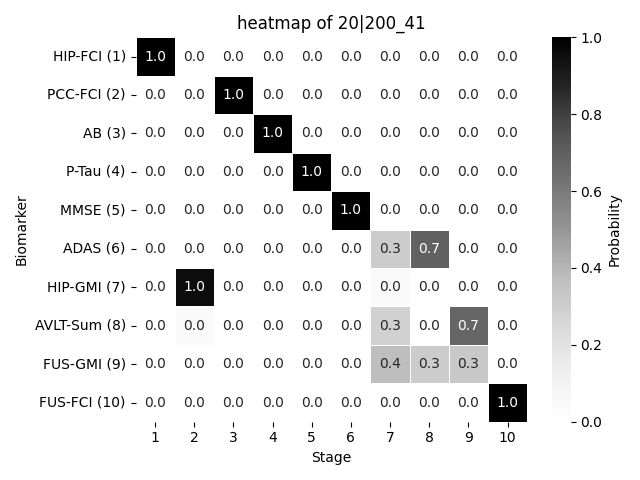 heatmap of 20|200_41
HIP-FCI (1) 1.0 0.0 0.0 0.0 0.0 0.0 0.0 0.0 0.0 0.0
PCC-FCI (2) 0.0 0.0 1.0 0.0 0.0 0.0 0.0 0.0 0.0 0.0
AB (3) 0.0 0.0 0.0 1.0 0.0 0.0 0.0 0.0 0.0 0.0
P-Tau (4) 0.0 0.0 0.0 0.0 1.0 0.0 0.0 0.0 0.0 0.0
MMSE (5) 0.0 0.0 0.0 0.0 0.0 1.0 0.0 0.0 0.0 0.0
ADAS (6) 0.0 0.0 0.0 0.0 0.0 0.0 0.3 0.7 0.0 0.0
HIP-GMI (7) 0.0 1.0 0.0 0.0 0.0 0.0 0.0 0.0 0.0 0.0
AVLT-Sum (8) 0.0 0.0 0.0 0.0 0.0 0.0 0.3 0.0 0.7 0.0
FUS-GMI (9) 0.0 0.0 0.0 0.0 0.0 0.0 0.4 0.3 0.3 0.0
FUS-FCI (10) 0.0 0.0 0.0 0.0 0.0 0.0 0.0 0.0 0.0 1.0
1 2 3 4 5 6 7 8 9 10
Stage
Biomarker
1.0
0.8
0.6
0.4
0.2
0.0
Probability